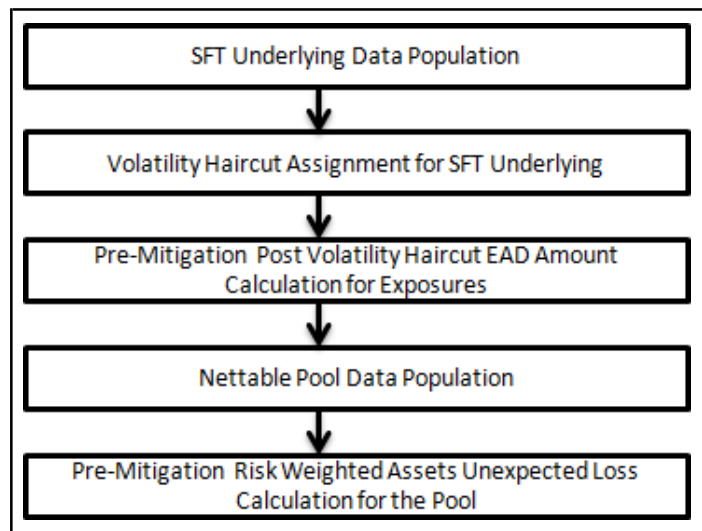 SFT Underlying Data Population
Volatility Haircut Assignment for SFT Underlying
Pre-Mitigation Post Volatility Haircut EAD Amount
Calculation for Exposures
Nettable Pool Data Population
Pre-Mitigation Risk Weighted Assets Unexpected Loss
Calculation for the Pool